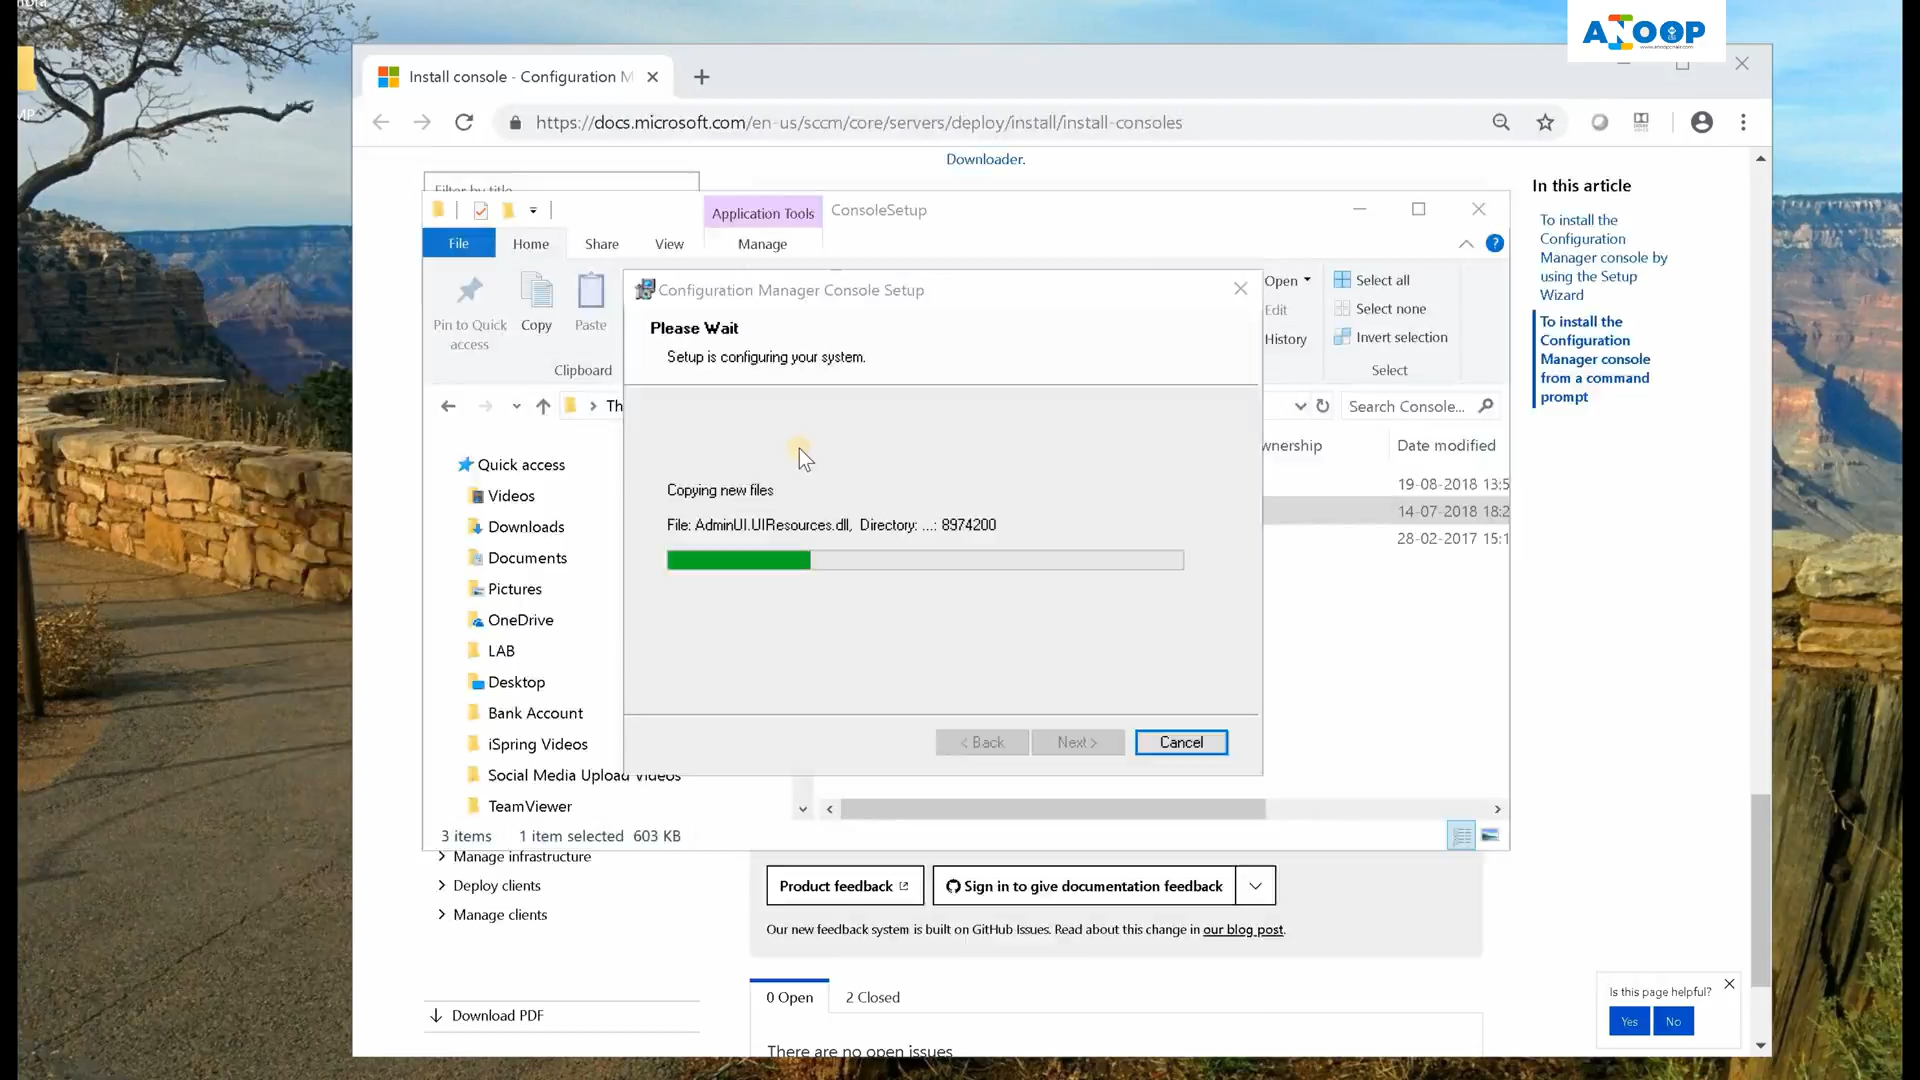 ANOOP
Install console - Configuration M
https://docs.microsoft.com/en-us/sccm/core/servers/deploy/install/install-consoles
Downloader.
Filter by title
In this article
To install the
Configuration
Manager console by
using the Setup
Wizard
To install the
Configuration
Manager console
from a command
prompt
Application Tools
ConsoleSetup
File
Home
Share
View
Manage
Pin to Quick
access
Copy
Paste
Clipboard
Open
Edit
History
Select all
Select none
Invert selection
Select
Configuration Manager Console Setup
Please Wait
Setup is configuring your system.
Copying new files
File: AdminUI.UIResources.dll, Directory: ...: 8974200
< Back
Next >
Cancel
Th
Search Console...
wnership
Date modified
19-08-2018 13:5
14-07-2018 18:2
28-02-2017 15:1
Quick access
Videos
Downloads
Documents
Pictures
OneDrive
LAB
Desktop
Bank Account
iSpring Videos
Social Media Upload Videos
TeamViewer
3 items 1 item selected 603 KB
Manage infrastructure
Deploy clients
Manage clients
Download PDF
Product feedback
Sign in to give documentation feedback
Our new feedback system is built on GitHub Issues. Read about this change in our blog post.
0 Open
2 Closed
There are no open issues
Is this page helpful?
Yes
No